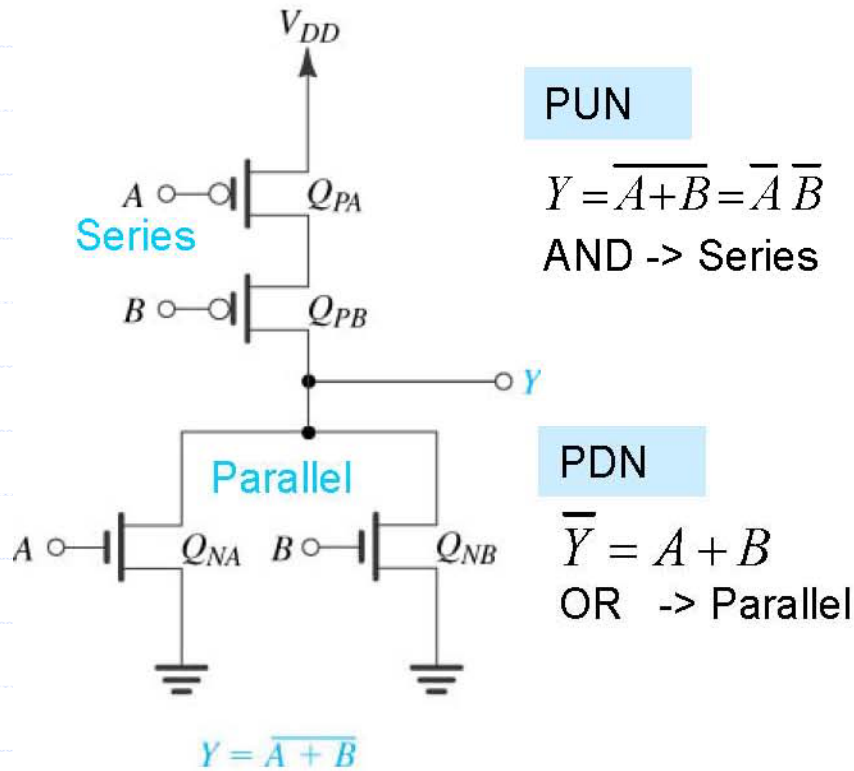 V_DD
PUN
A
Q_PA
Y = \overline{A+B} = \overline{A} \overline{B}
Series
AND -> Series
B
Q_PB
Y
Parallel
PDN
A
Q_NA
B
Q_NB
\overline{Y} = A + B
OR -> Parallel
Y = \overline{A + B}